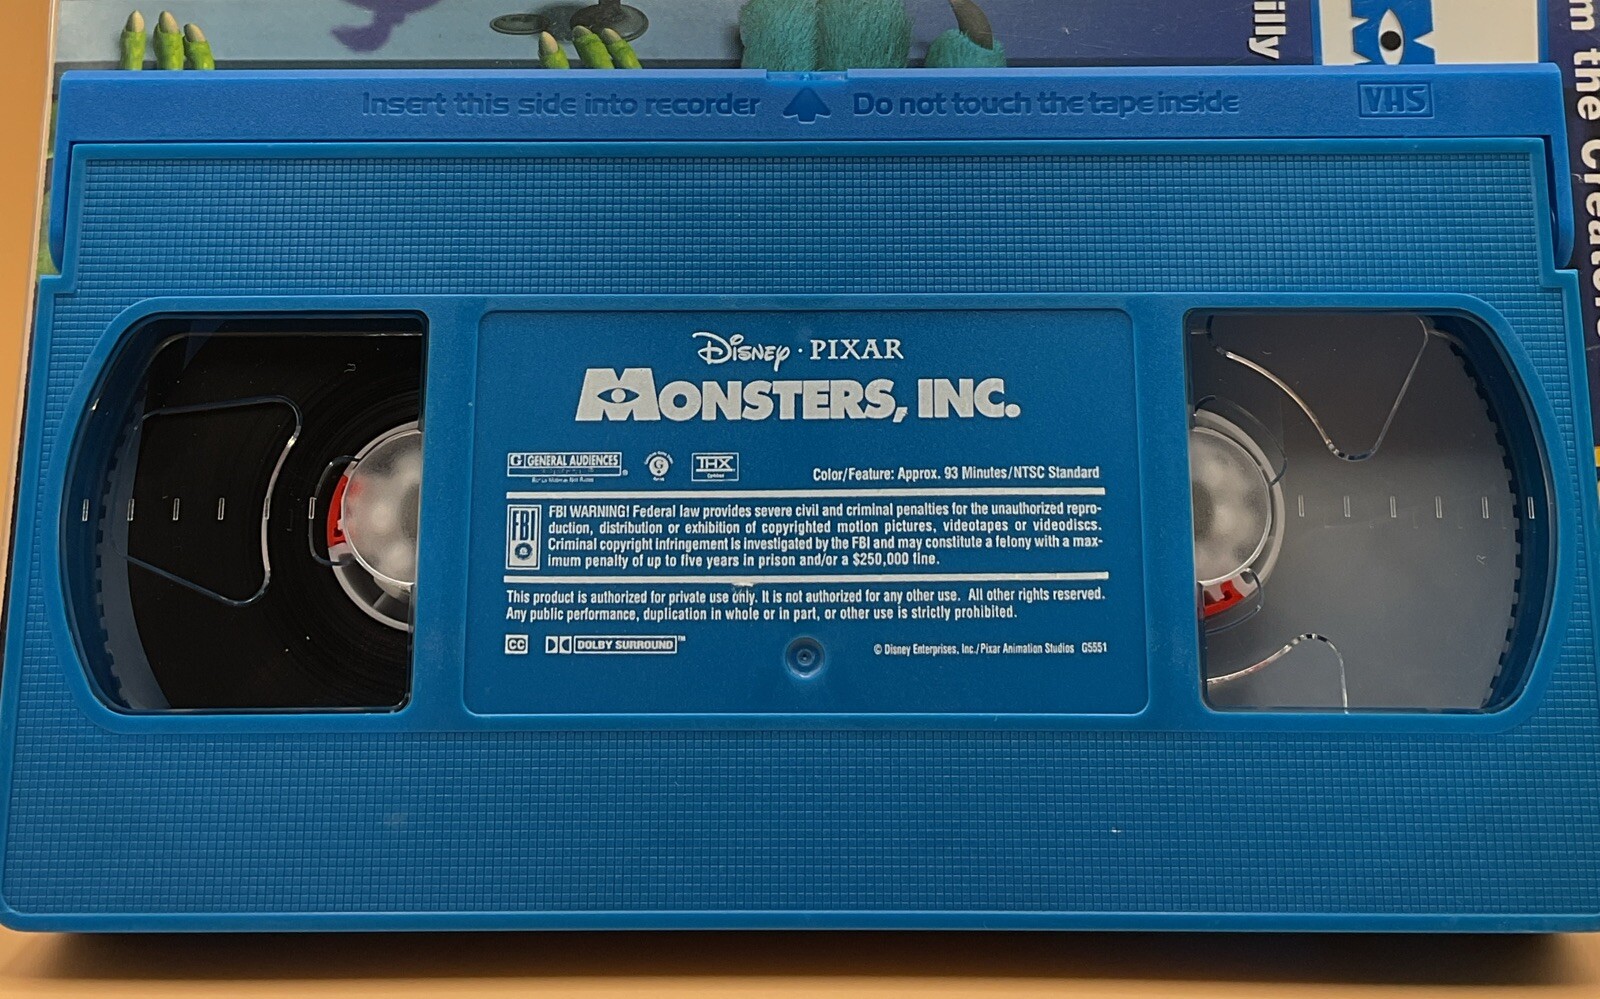 illy
m the Creators
Insert this side into recorder Do not touch the tape inside VHS
Disney · PIXAR
MONSTERS, INC.
G GENERAL AUDIENCES
G
THX
Color/Feature: Approx. 93 Minutes/NTSC Standard
FBI
FBI WARNING! Federal law provides severe civil and criminal penalties for the unauthorized repro-
duction, distribution or exhibition of copyrighted motion pictures, videotapes or videodiscs.
Criminal copyright infringement is investigated by the FBI and may constitute a felony with a max-
imum penalty of up to five years in prison and/or a $250,000 fine.
This product is authorized for private use only. It is not authorized for any other use. All other rights reserved.
Any public performance, duplication in whole or in part, or other use is strictly prohibited.
CC DOLBY SURROUND™
© Disney Enterprises, Inc./Pixar Animation Studios G5551